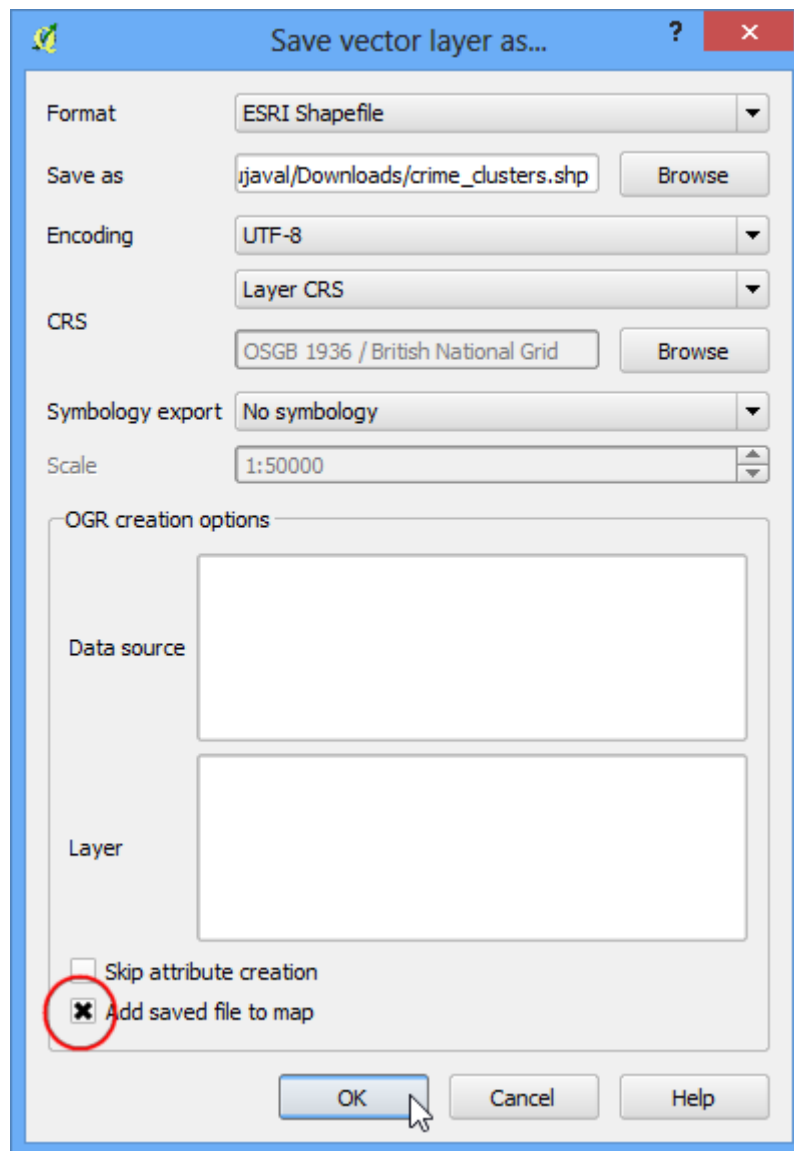 Save vector layer as...
?
Format ESRI Shapefile
Save as ujaval/Downloads/crime_clusters.shp Browse
Encoding UTF-8
Layer CRS
CRS
OSGB 1936 / British National Grid Browse
Symbology export No symbology
Scale 1:50000
OGR creation options
Data source
Layer
Skip attribute creation
Add saved file to map
OK Cancel Help